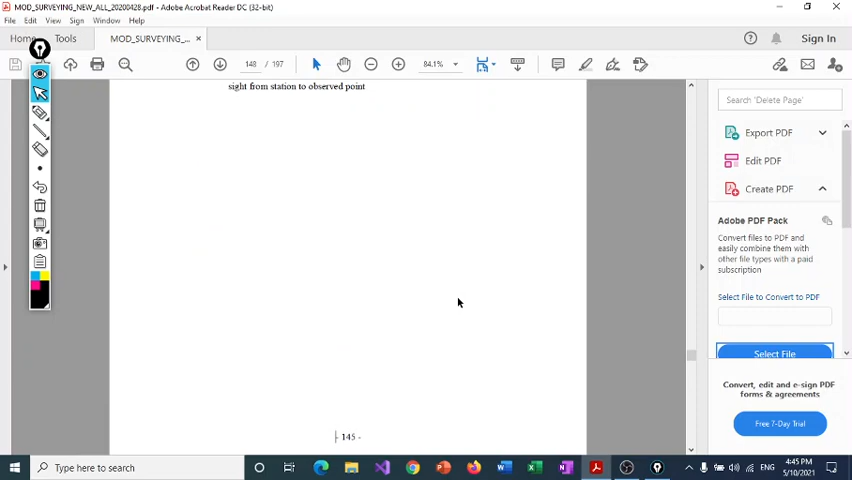 MOD_SURVEYING_NEW_ALL_20200428.pdf - Adobe Acrobat Reader DC (32-bit)
File Edit View Sign Window Help
Home Tools MOD_SURVEYING_... × Sign In
148 / 197 84.1%
sight from station to observed point
- 145 -
Search 'Delete Page'
Export PDF
Edit PDF
Create PDF
Adobe PDF Pack
Convert files to PDF and
easily combine them with
other file types with a paid
subscription
Select File to Convert to PDF
Select File
Convert, edit and e-sign PDF
forms & agreements
Free 7-Day Trial
Type here to search
ENG
4:45 PM
5/10/2021